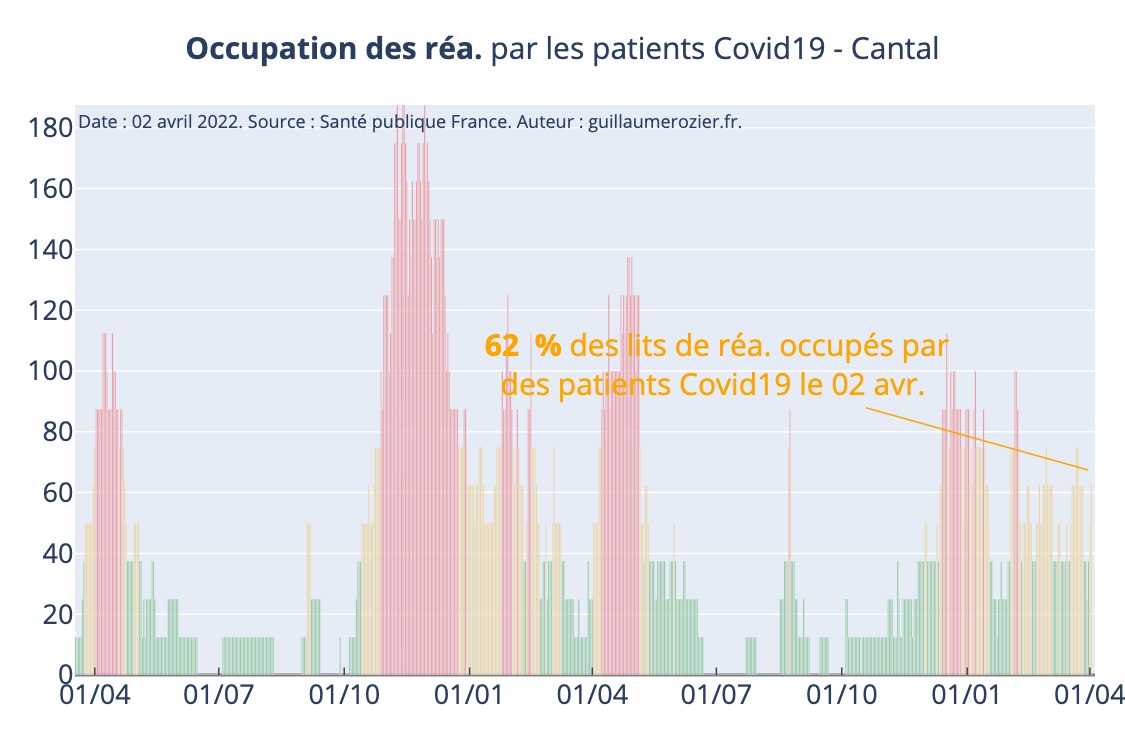 Occupation des réa. par les patients Covid19 - Cantal
Date : 02 avril 2022. Source : Santé publique France. Auteur : guillaumerozier.fr.
180
160
140
120
100
80
60
40
20
0
62 % des lits de réa. occupés par
des patients Covid19 le 02 avr.
01/04 01/07 01/10 01/01 01/04 01/07 01/10 01/01 01/04